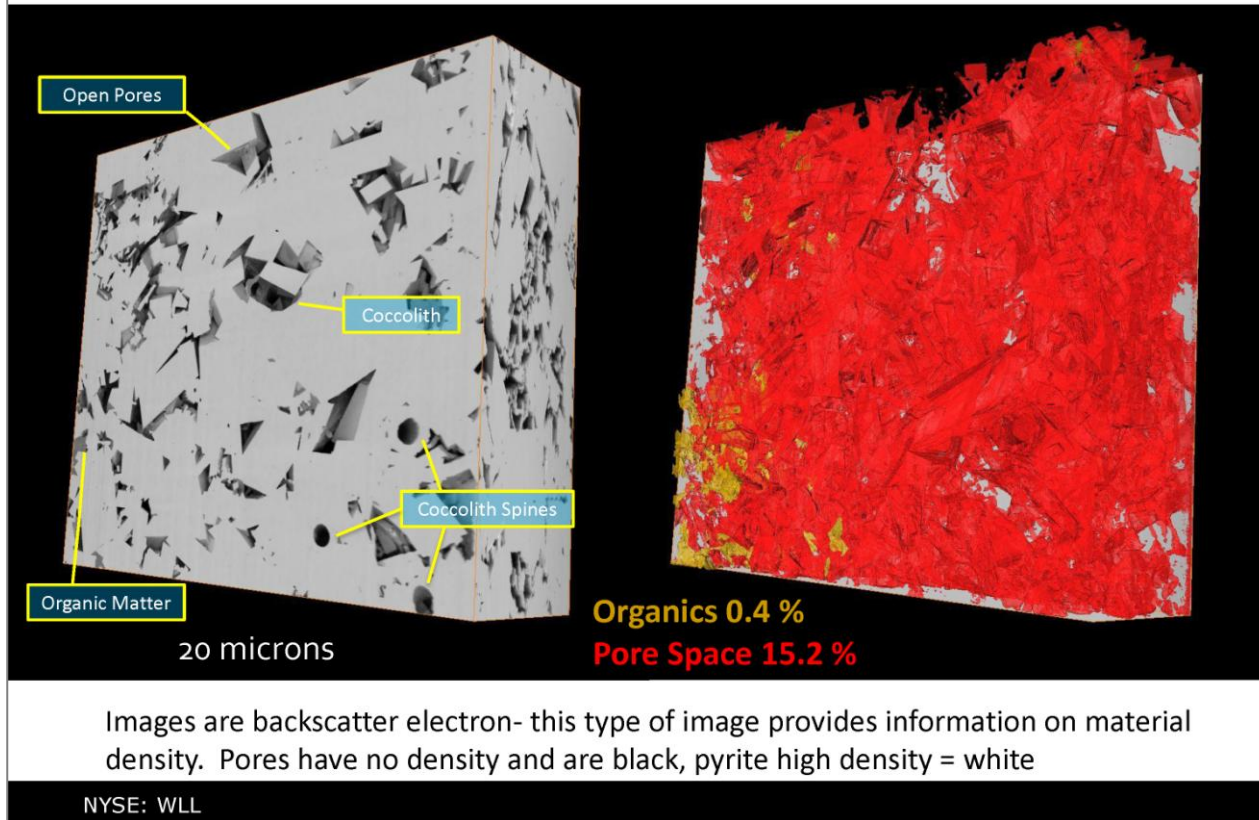 Open Pores
Coccolith
Coccolith Spines
Organic Matter
20 microns
Organics 0.4 %
Pore Space 15.2 %
Images are backscatter electron- this type of image provides information on material
density.  Pores have no density and are black, pyrite high density = white
NYSE: WLL